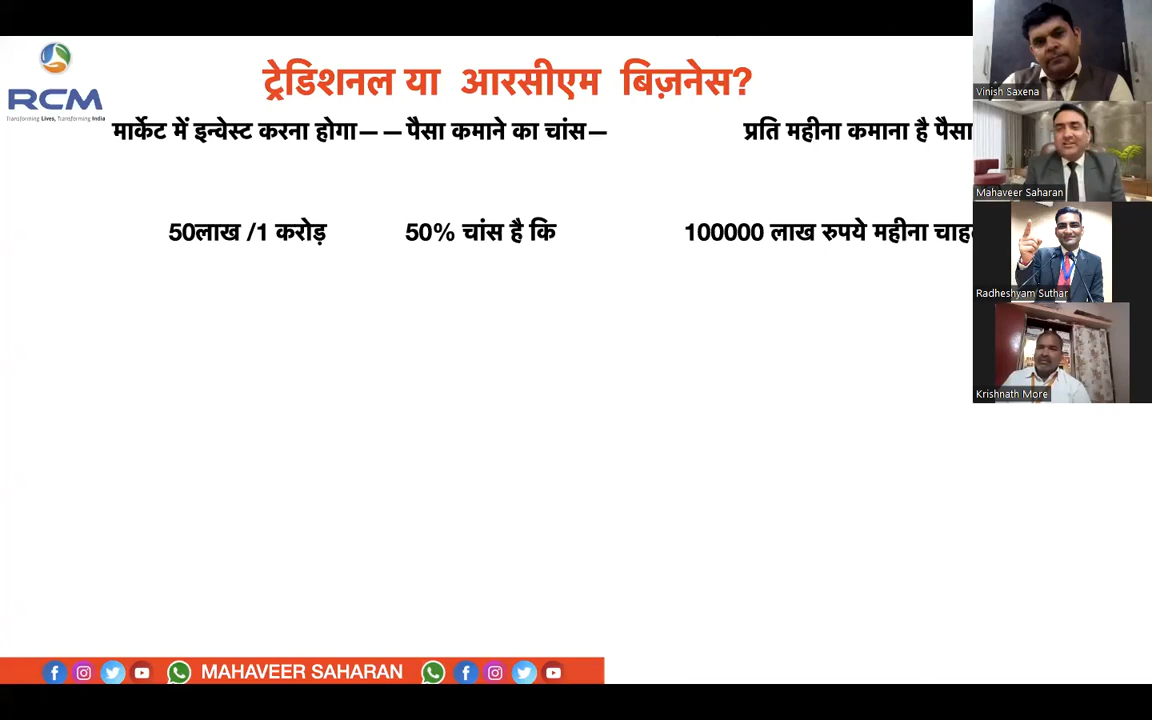 ट्रेडिशनल या आरसीएम बिज़नेस?
RCM
Transforming Lives, Transforming India
मार्केट में इन्वेस्ट करना होगा—–पैसा कमाने का चांस– प्रति महीना कमाना है पैसा
50लाख /1 करोड़ 50% चांस है कि 100000 लाख रुपये महीना
Vinish Saxena
Mahaveer Saharan
Radheshyam Suthar
Krishnath More
MAHAVEER SAHARAN